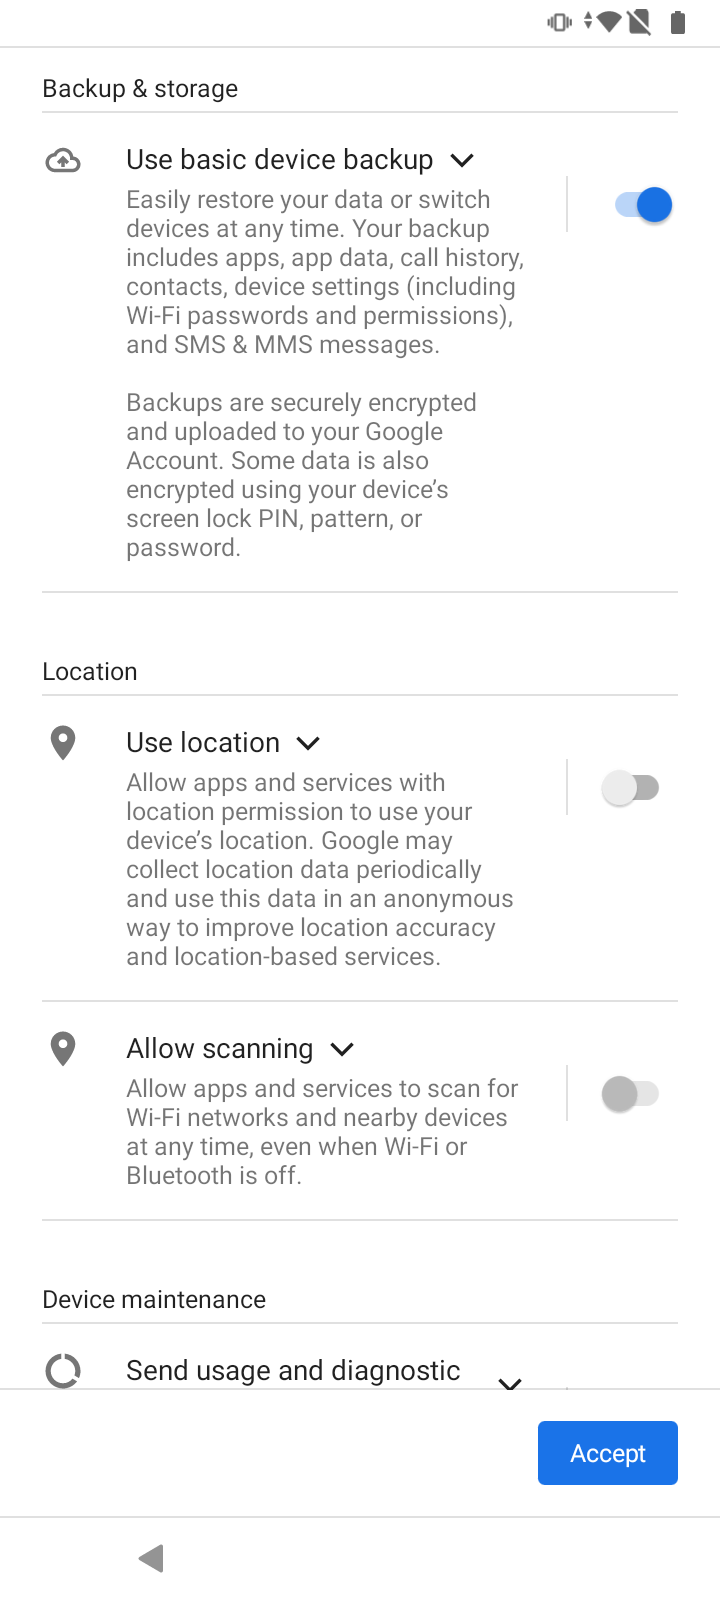 Backup & storage
Use basic device backup
Easily restore your data or switch
devices at any time. Your backup
includes apps, app data, call history,
contacts, device settings (including
Wi-Fi passwords and permissions),
and SMS & MMS messages.
Backups are securely encrypted
and uploaded to your Google
Account. Some data is also
encrypted using your device’s
screen lock PIN, pattern, or
password.
Location
Use location
Allow apps and services with
location permission to use your
device’s location. Google may
collect location data periodically
and use this data in an anonymous
way to improve location accuracy
and location-based services.
Allow scanning
Allow apps and services to scan for
Wi-Fi networks and nearby devices
at any time, even when Wi-Fi or
Bluetooth is off.
Device maintenance
Send usage and diagnostic
Accept